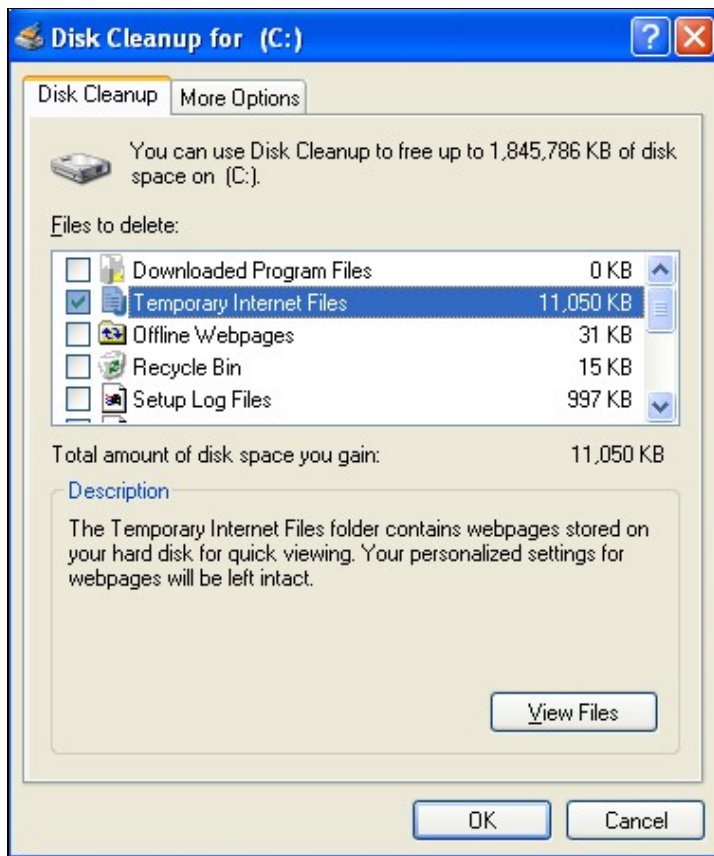 Disk Cleanup for (C:)
Disk Cleanup
More Options
You can use Disk Cleanup to free up to 1,845,786 KB of disk
space on (C:).
Files to delete:
Downloaded Program Files 0 KB
Temporary Internet Files 11,050 KB
Offline Webpages 31 KB
Recycle Bin 15 KB
Setup Log Files 997 KB
Total amount of disk space you gain: 11,050 KB
Description
The Temporary Internet Files folder contains webpages stored on
your hard disk for quick viewing. Your personalized settings for
webpages will be left intact.
View Files
OK Cancel